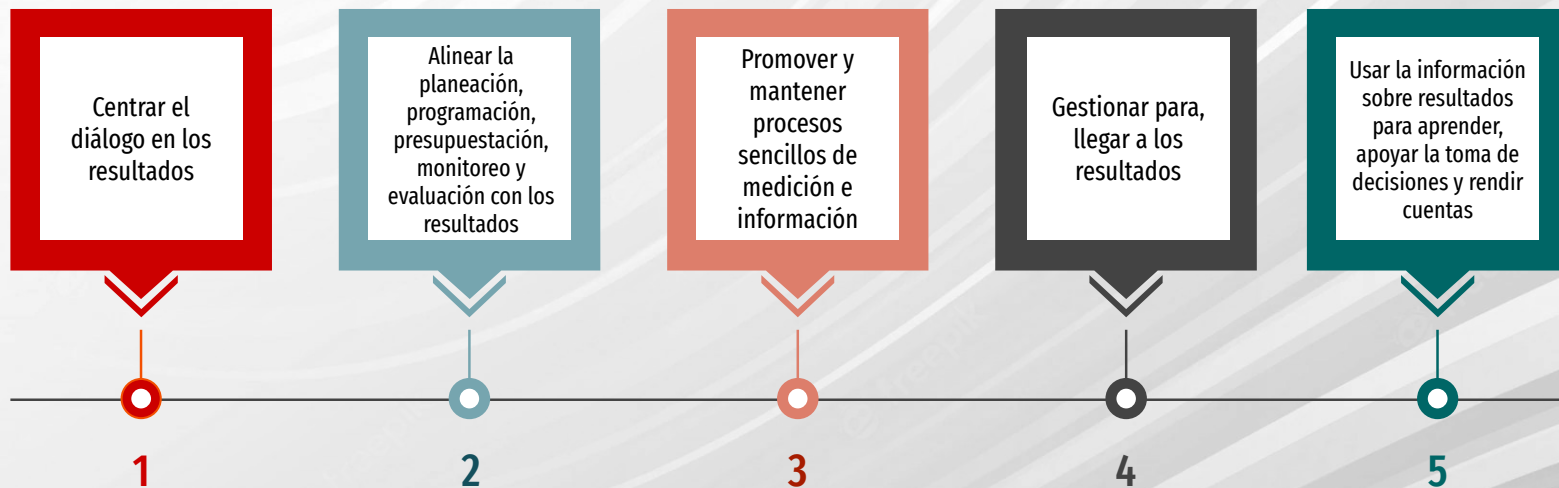 Centrar el
diálogo en los
resultados
1
Alinear la
planeación,
programación,
presupuestación,
monitoreo y
evaluación con los
resultados
2
Promover y
mantener
procesos
sencillos de
medición e
información
3
Gestionar para,
llegar a los
resultados
4
Usar la información
sobre resultados
para aprender,
apoyar la toma de
decisiones y rendir
cuentas
5